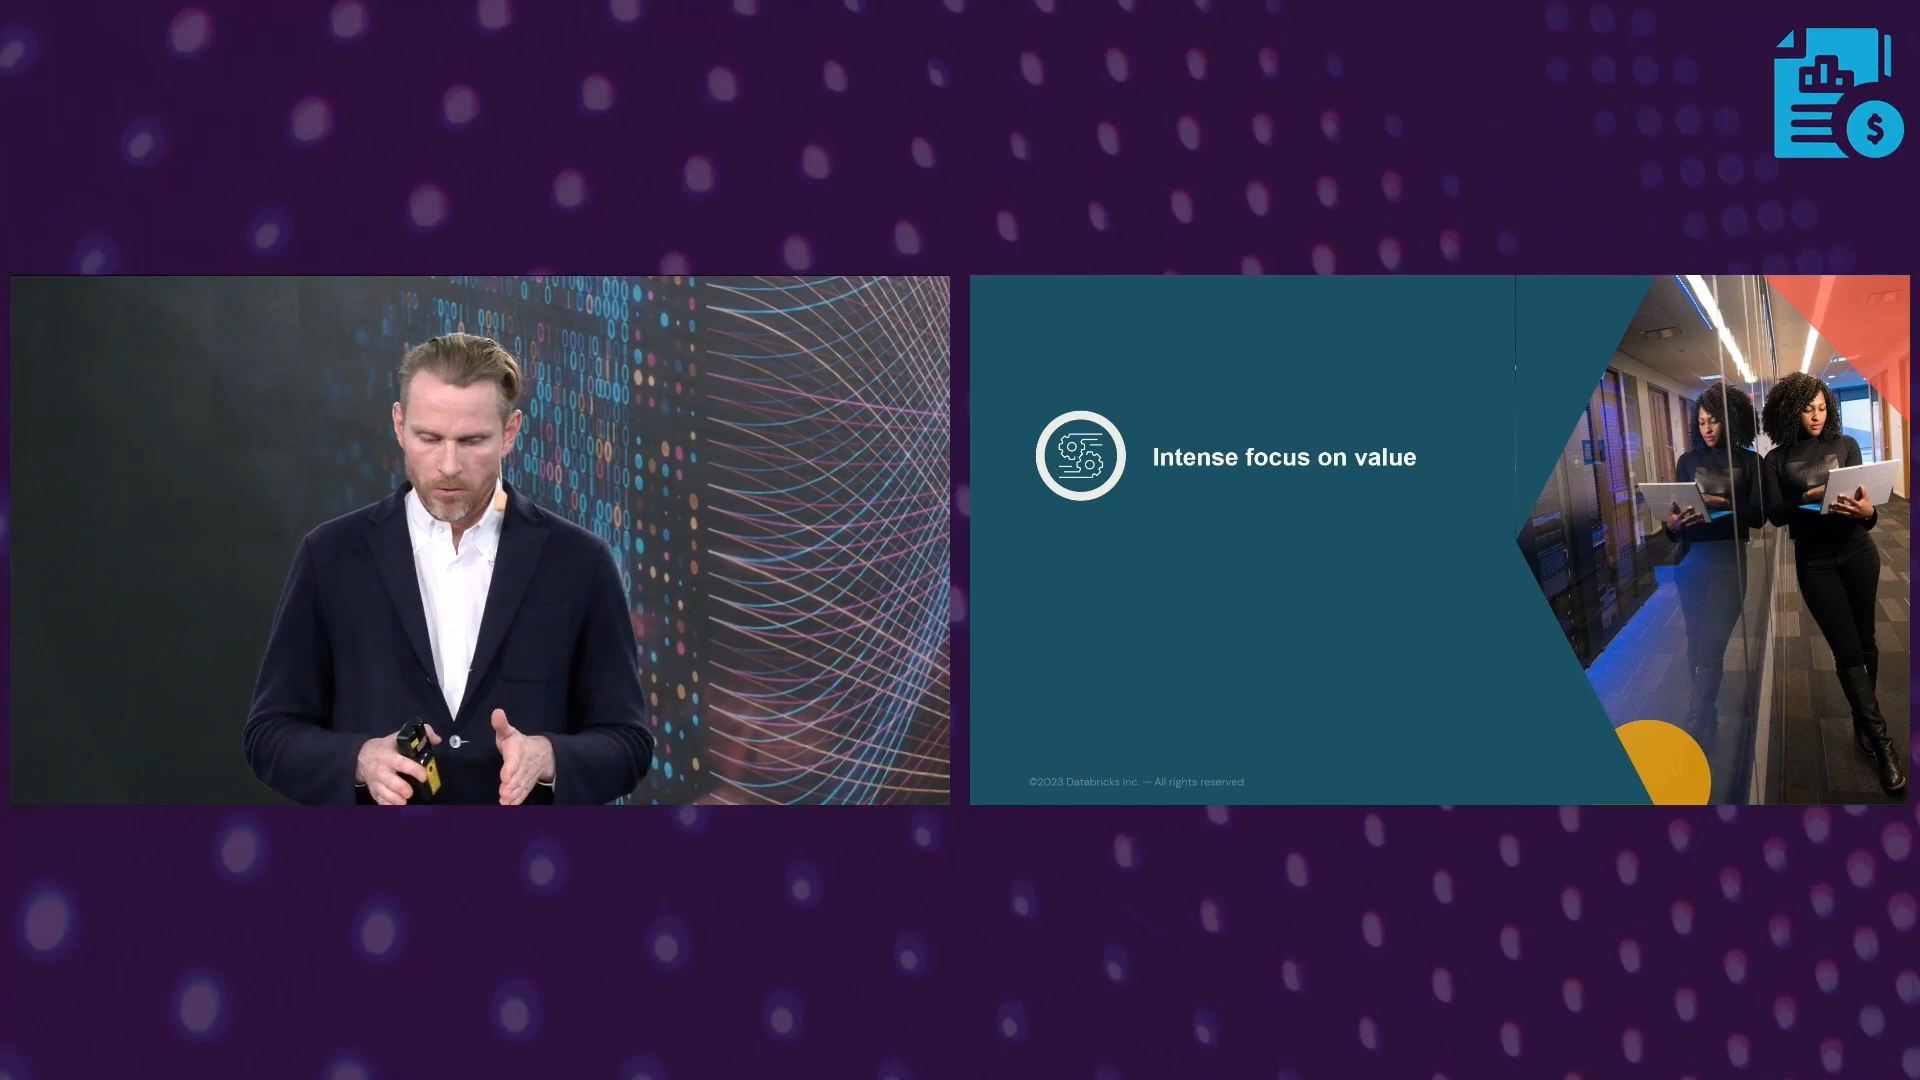 $
Intense focus on value
©2023 Databricks Inc. — All rights reserved